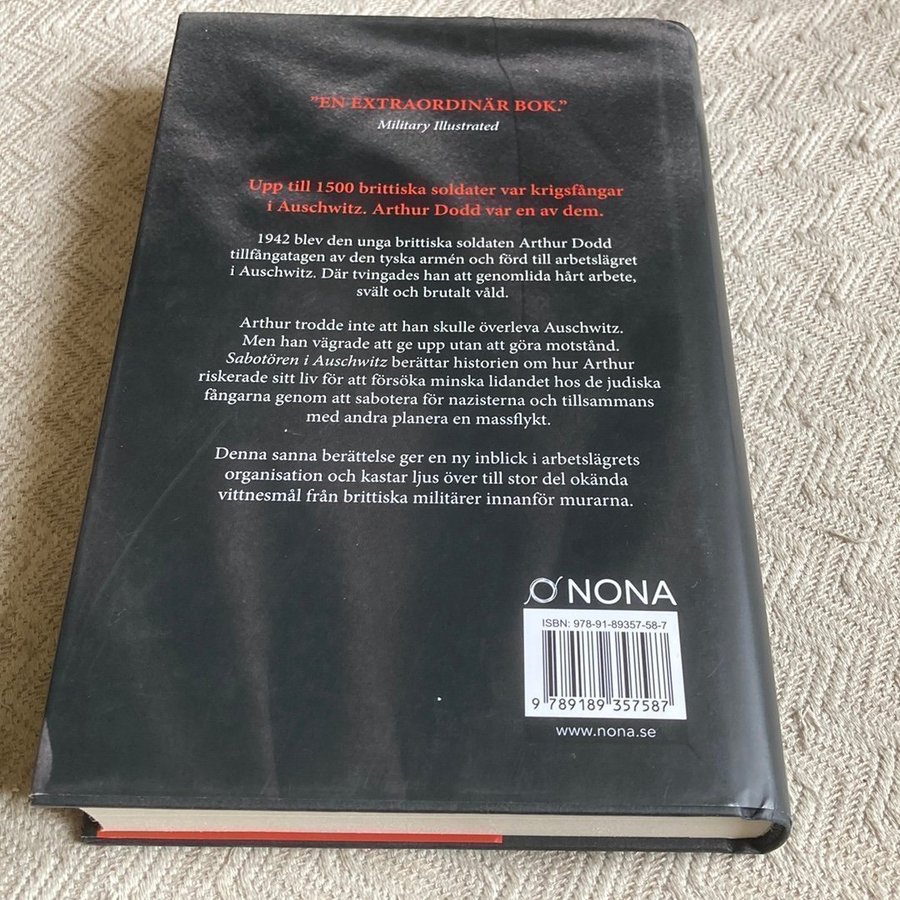 ”EN EXTRAORDINÄR BOK.”
Military Illustrated
Upp till 1500 brittiska soldater var krigsfångar
i Auschwitz. Arthur Dodd var en av dem.
1942 blev den unga brittiska soldaten Arthur Dodd
tillfångatagen av den tyska armén och förd till arbetslägret
i Auschwitz. Där tvingades han att genomlida hårt arbete,
svält och brutalt våld.
Arthur trodde inte att han skulle överleva Auschwitz.
Men han vägrade att ge upp utan att göra motstånd.
Sabotören i Auschwitz berättar historien om hur Arthur
riskerade sitt liv för att försöka minska lidandet hos de judiska
fångarna genom att sabotera för nazisterna och tillsammans
med andra planera en massflykt.
Denna sanna berättelse ger en ny inblick i arbetslägrets
organisation och kastar ljus över till stor del okända
vittnesmål från brittiska militärer innanför murarna.
NONA
ISBN: 978-91-89357-58-7
9 789189 357587
www.nona.se